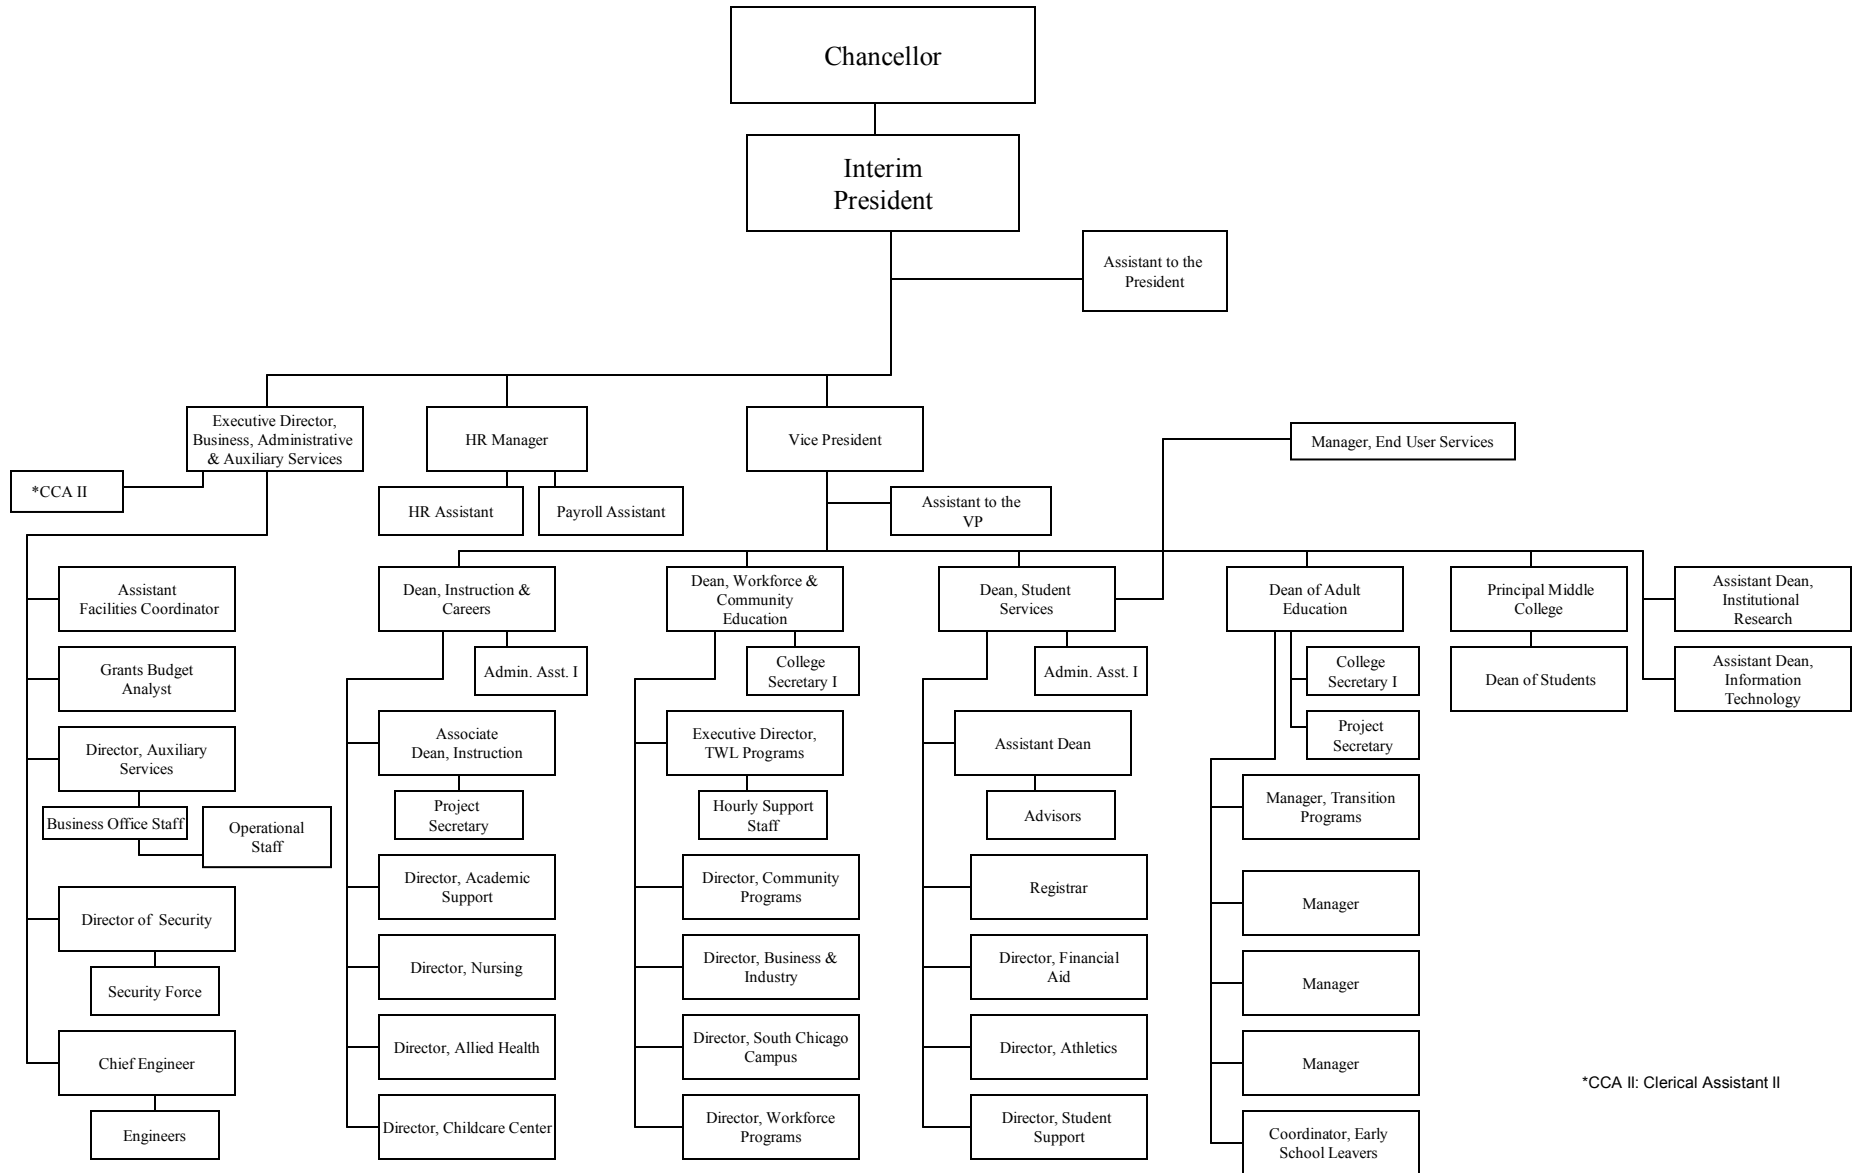 Chancellor
Interim
President
Assistant to the
President
Executive Director,
Business, Administrative
& Auxiliary Services
HR Manager
Vice President
Manager, End User Services
*CCA II
HR Assistant
Payroll Assistant
Assistant to the
VP
Assistant
Facilities Coordinator
Grants Budget
Analyst
Director, Auxiliary
Services
Business Office Staff
Operational
Staff
Director of Security
Security Force
Chief Engineer
Engineers
Dean, Instruction &
Careers
Admin. Asst. I
Associate
Dean, Instruction
Project
Secretary
Director, Academic
Support
Director, Nursing
Director, Allied Health
Director, Childcare Center
Dean, Workforce &
Community
Education
College
Secretary I
Executive Director,
TWL Programs
Hourly Support
Staff
Director, Community
Programs
Director, Business &
Industry
Director, South Chicago
Campus
Director, Workforce
Programs
Dean, Student
Services
Admin. Asst. I
Assistant Dean
Advisors
Registrar
Director, Financial
Aid
Director, Athletics
Director, Student
Support
Dean of Adult
Education
College
Secretary I
Project
Secretary
Manager, Transition
Programs
Manager
Manager
Manager
Coordinator, Early
School Leavers
Principal Middle
College
Dean of Students
Assistant Dean,
Institutional
Research
Assistant Dean,
Information
Technology
*CCA II: Clerical Assistant II